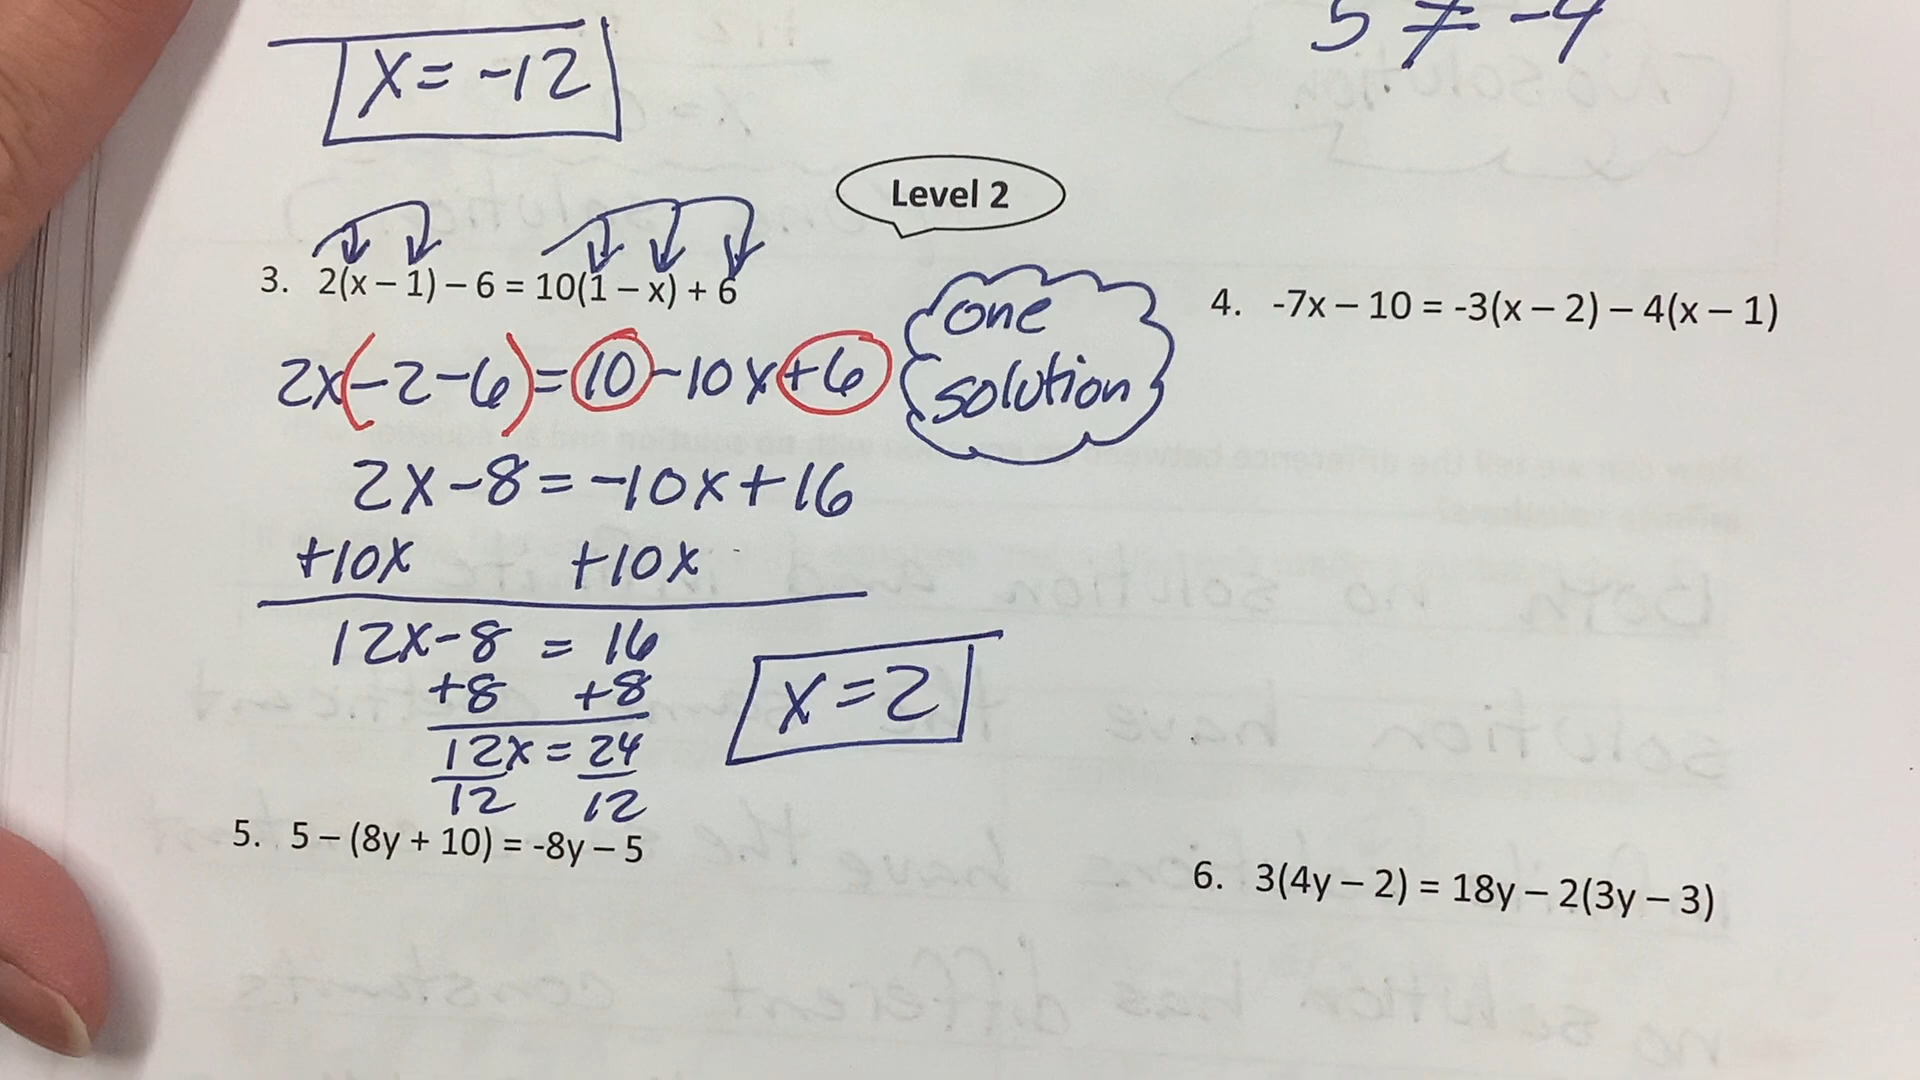 x = -12
5 ≠ -4
Level 2
3. 2(x – 1) – 6 = 10(1 – x) + 6
2x(-2-6) = 10 -10x +6
one
solution
2x - 8 = -10x + 16
+10x +10x
12x - 8 = 16
+8 +8
12x = 24
12 12
x = 2
4. -7x – 10 = -3(x – 2) – 4(x – 1)
5. 5 – (8y + 10) = -8y – 5
6. 3(4y – 2) = 18y – 2(3y – 3)